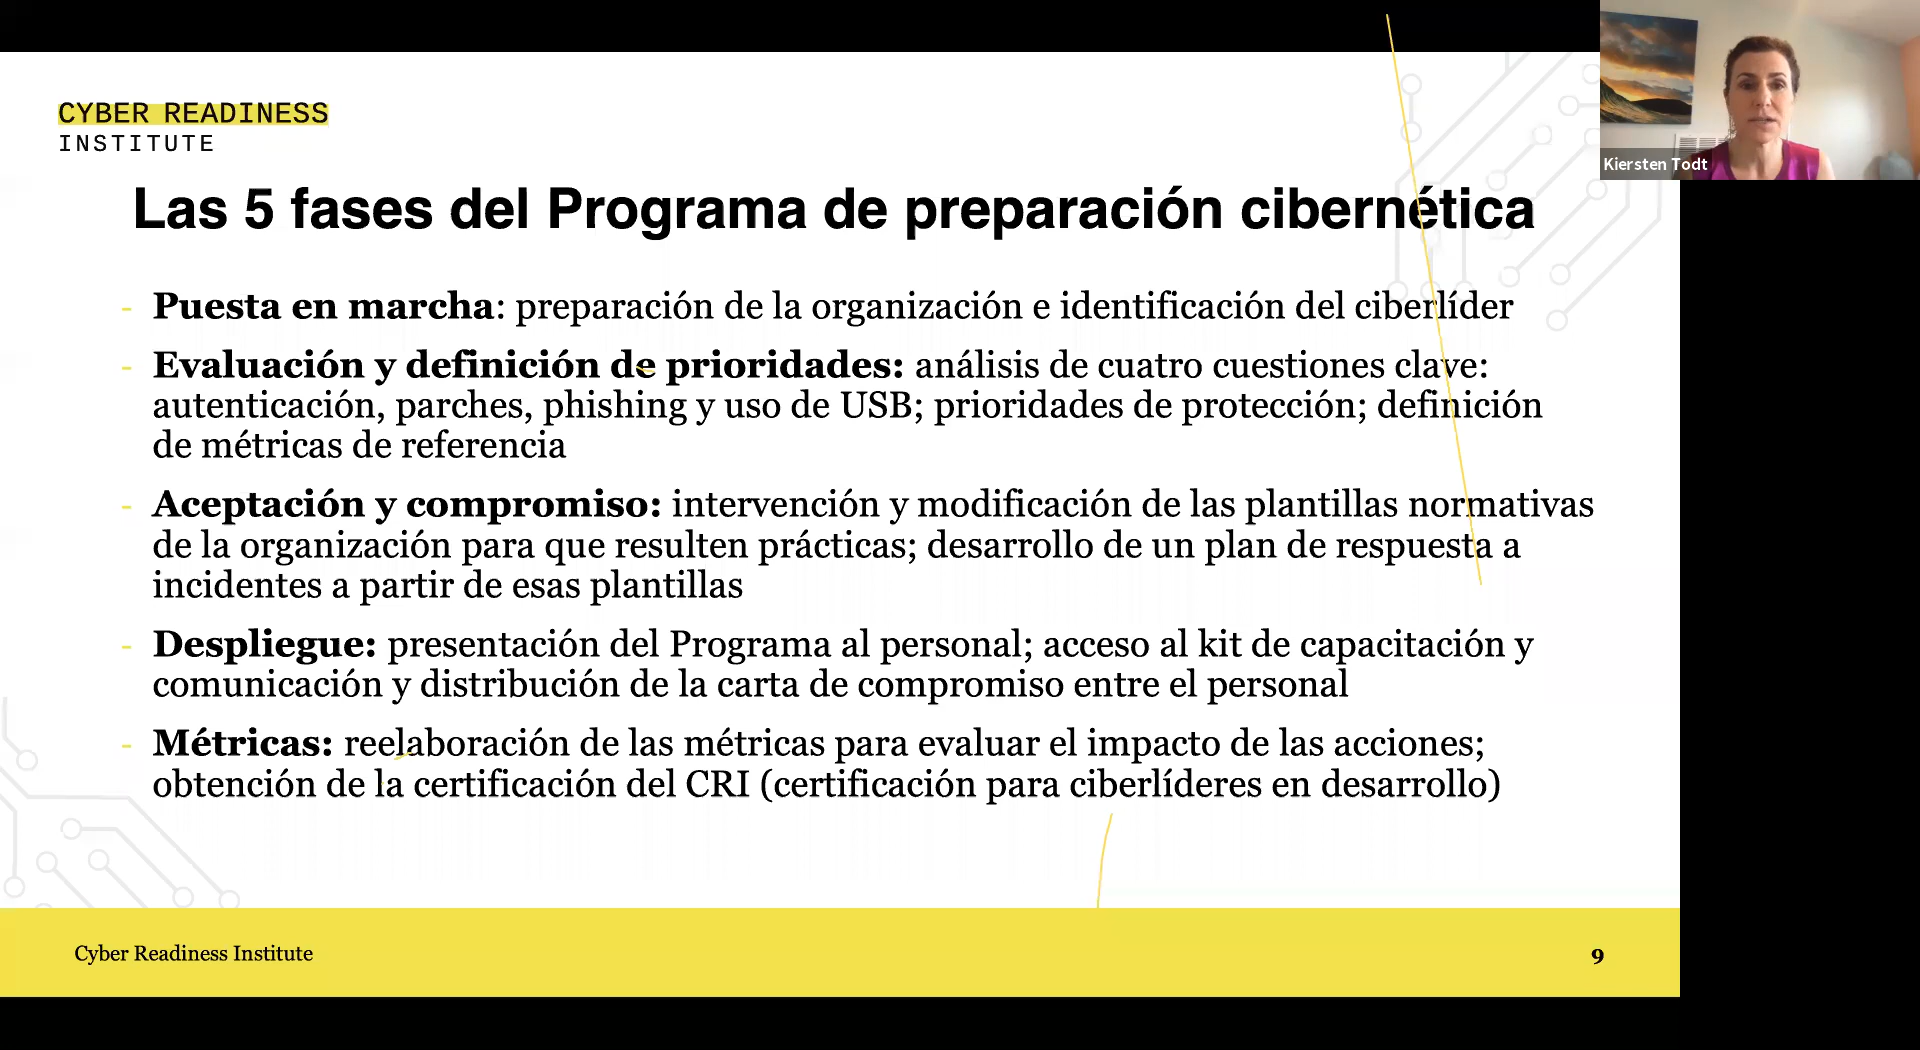 CYBER READINESS
INSTITUTE
Kiersten Todt
Las 5 fases del Programa de preparación cibernética
- Puesta en marcha: preparación de la organización e identificación del ciberlíder
- Evaluación y definición de prioridades: análisis de cuatro cuestiones clave:
autenticación, parches, phishing y uso de USB; prioridades de protección; definición
de métricas de referencia
- Aceptación y compromiso: intervención y modificación de las plantillas normativas
de la organización para que resulten prácticas; desarrollo de un plan de respuesta a
incidentes a partir de esas plantillas
- Despliegue: presentación del Programa al personal; acceso al kit de capacitación y
comunicación y distribución de la carta de compromiso entre el personal
- Métricas: reelaboración de las métricas para evaluar el impacto de las acciones;
obtención de la certificación del CRI (certificación para ciberlíderes en desarrollo)
Cyber Readiness Institute
9